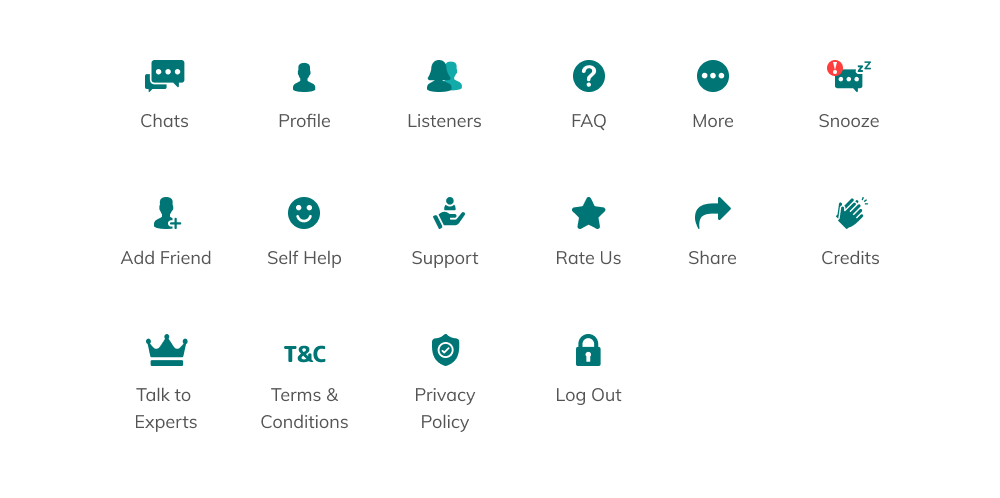 Chats
Profile
Listeners
FAQ
More
Snooze
Add Friend
Self Help
Support
Rate Us
Share
Credits
T&C
Talk to
Experts
Terms &
Conditions
Privacy
Policy
Log Out